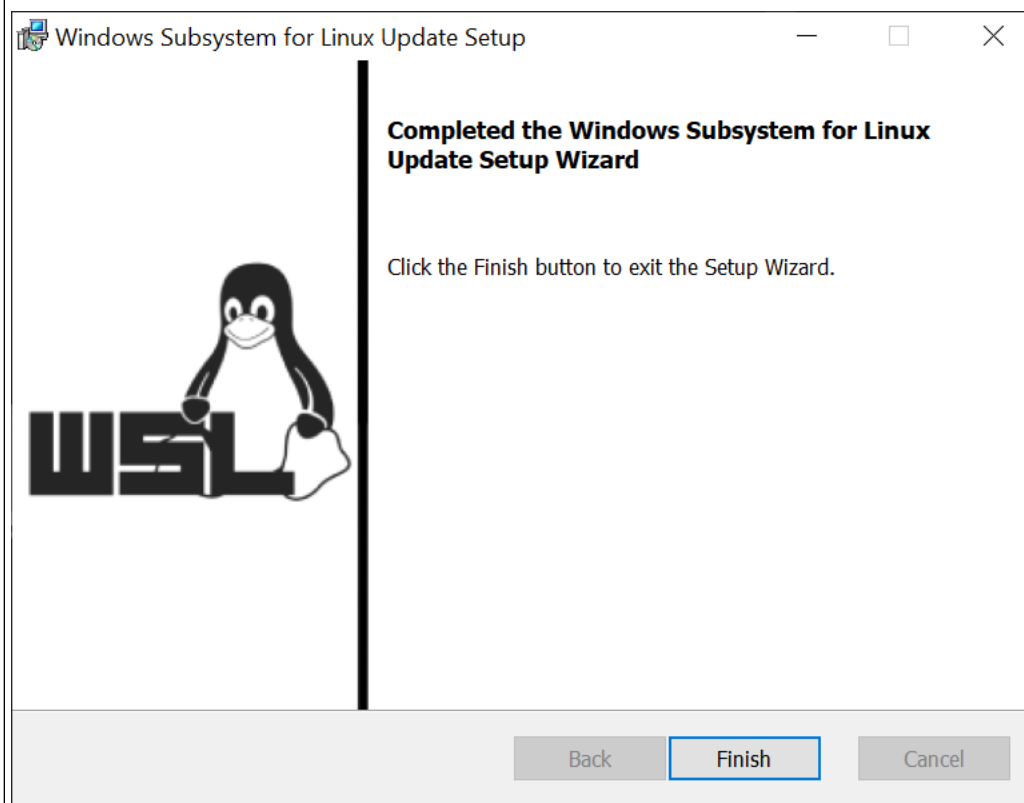 Windows Subsystem for Linux Update Setup
Completed the Windows Subsystem for Linux
Update Setup Wizard
Click the Finish button to exit the Setup Wizard.
WSL
Back
Finish
Cancel